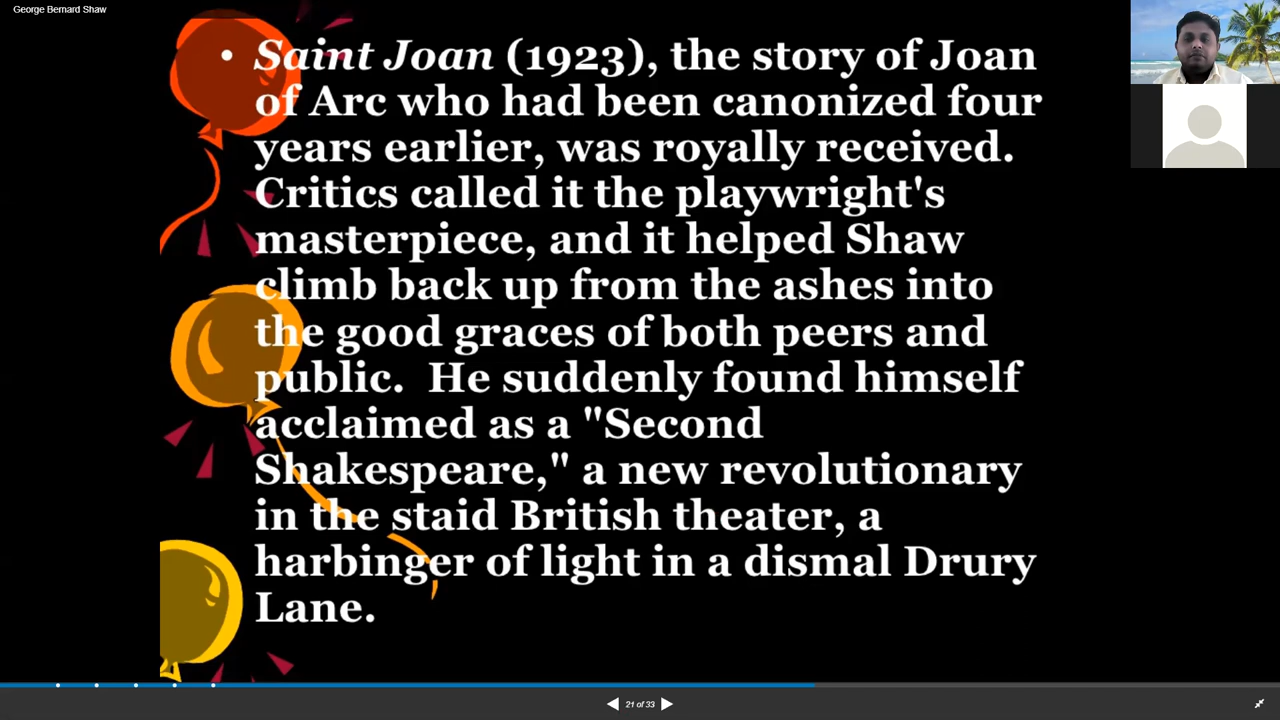 George Bernard Shaw
• Saint Joan (1923), the story of Joan
of Arc who had been canonized four
years earlier, was royally received.
Critics called it the playwright's
masterpiece, and it helped Shaw
climb back up from the ashes into
the good graces of both peers and
public.  He suddenly found himself
acclaimed as a "Second
Shakespeare," a new revolutionary
in the staid British theater, a
harbinger of light in a dismal Drury
Lane.
21 of 33